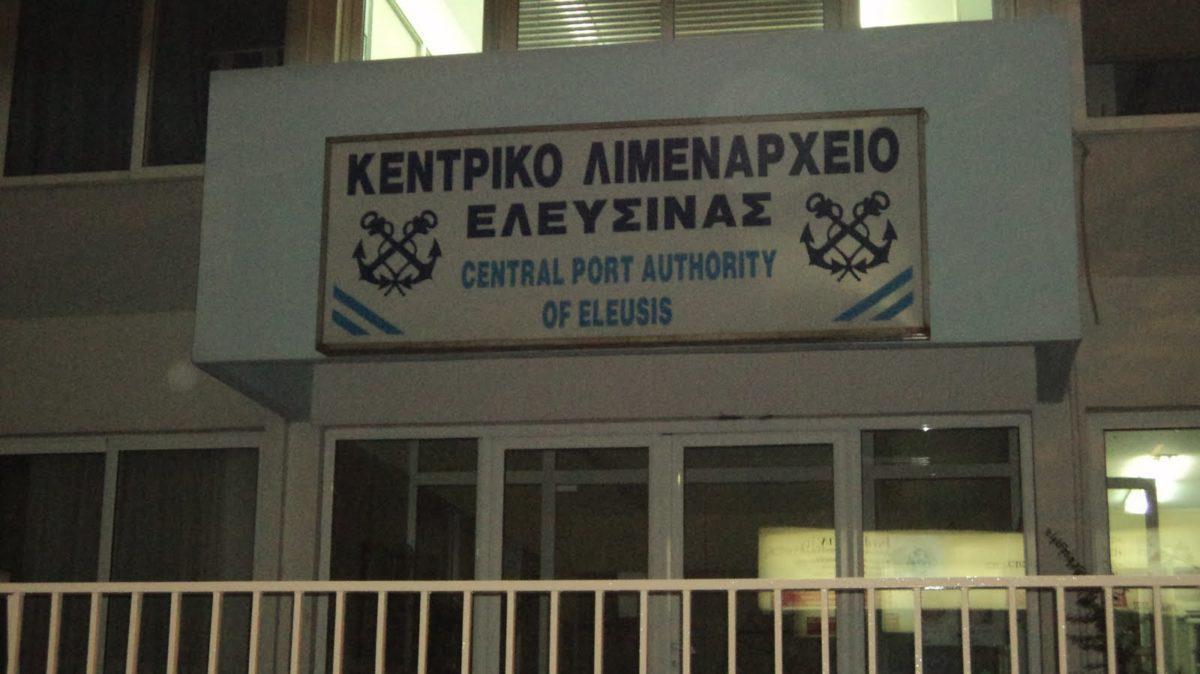 ΚΕΝΤΡΙΚΟ ΛΙΜΕΝΑΡΧΕΙΟ
ΕΛΕΥΣΙΝΑΣ
CENTRAL PORT AUTHORITY
OF ELEUSIS